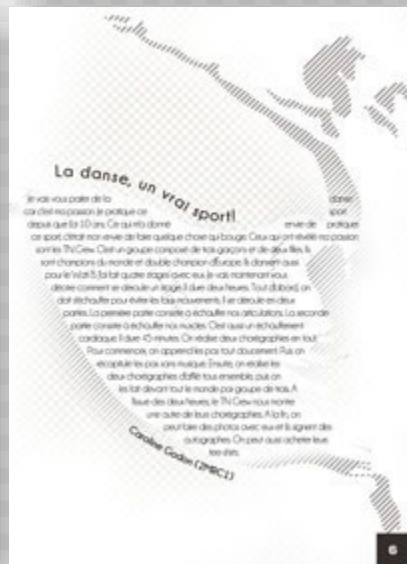 La danse, un vrai sport!
Je vais vous parler de la danse
car c'est ma passion. Je pratique ce sport
depuis que j'ai 10 ans. Ce qui m'a donné envie de pratiquer
ce sport, c'était mon envie de faire quelque chose qui bouge. Ceux qui ont révélé ma passion
sont les TN Crew. C'est un groupe composé de trois garçons et de deux filles. Ils
sont champions du monde et double champion d'Europe. Ils dansent aussi
pour le Wati B. J'ai fait quatre stages avec eux. Je vais maintenant vous
décrire comment se déroule un stage. Il dure deux heures. Tout d'abord, on
doit s'échauffer pour éviter les faux mouvements. Il se déroule en deux
parties. La première partie consiste à échauffer nos articulations. La seconde
partie consiste à échauffer nos muscles. C'est aussi un échauffement
cardiaque. Il dure 45 minutes. On réalise deux chorégraphies en tout.
Pour commencer, on apprend les pas tout doucement. Puis on
récapitule les pas sans musique. Ensuite, on réalise les
deux chorégraphies d'affilé tous ensemble, puis on
les fait devant tout le monde par groupe de trois. A
l'issue des deux heures, le TN Crew nous montre
une autre de leurs chorégraphies. A la fin, on
peut faire des photos avec eux et ils signent des
autographes. On peut aussi acheter leurs
tee shirts.
Caroline Godon (2MRC1)
6